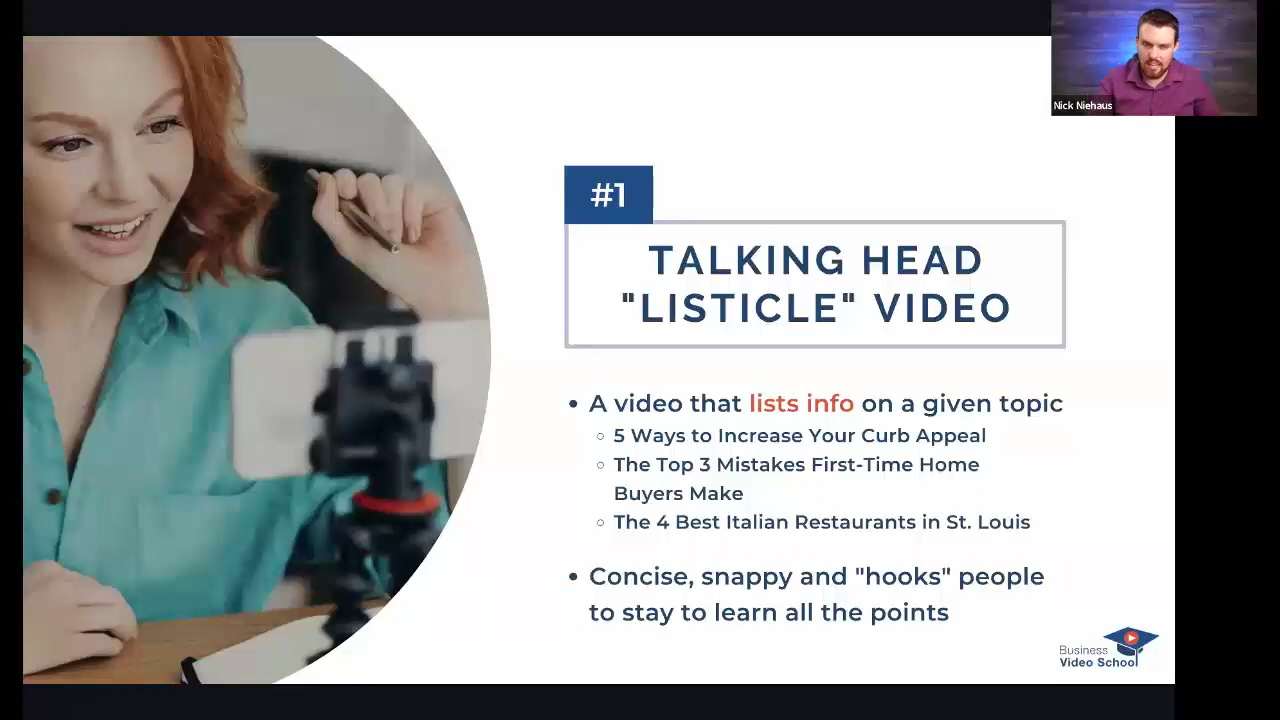 Nick Niehaus
#1
TALKING HEAD
"LISTICLE" VIDEO
• A video that lists info on a given topic
◦ 5 Ways to Increase Your Curb Appeal
◦ The Top 3 Mistakes First-Time Home
Buyers Make
◦ The 4 Best Italian Restaurants in St. Louis
• Concise, snappy and "hooks" people
to stay to learn all the points
Business
Video School